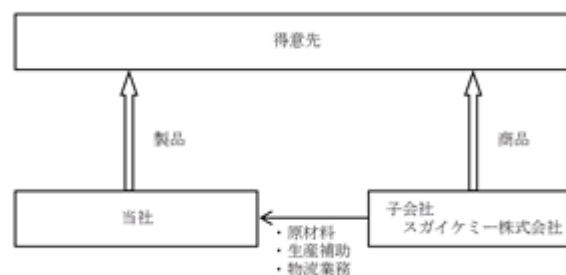 得意先
製品
商品
当社
子会社
スガイケミー株式会社
・原材料
・生産補助
・物流業務